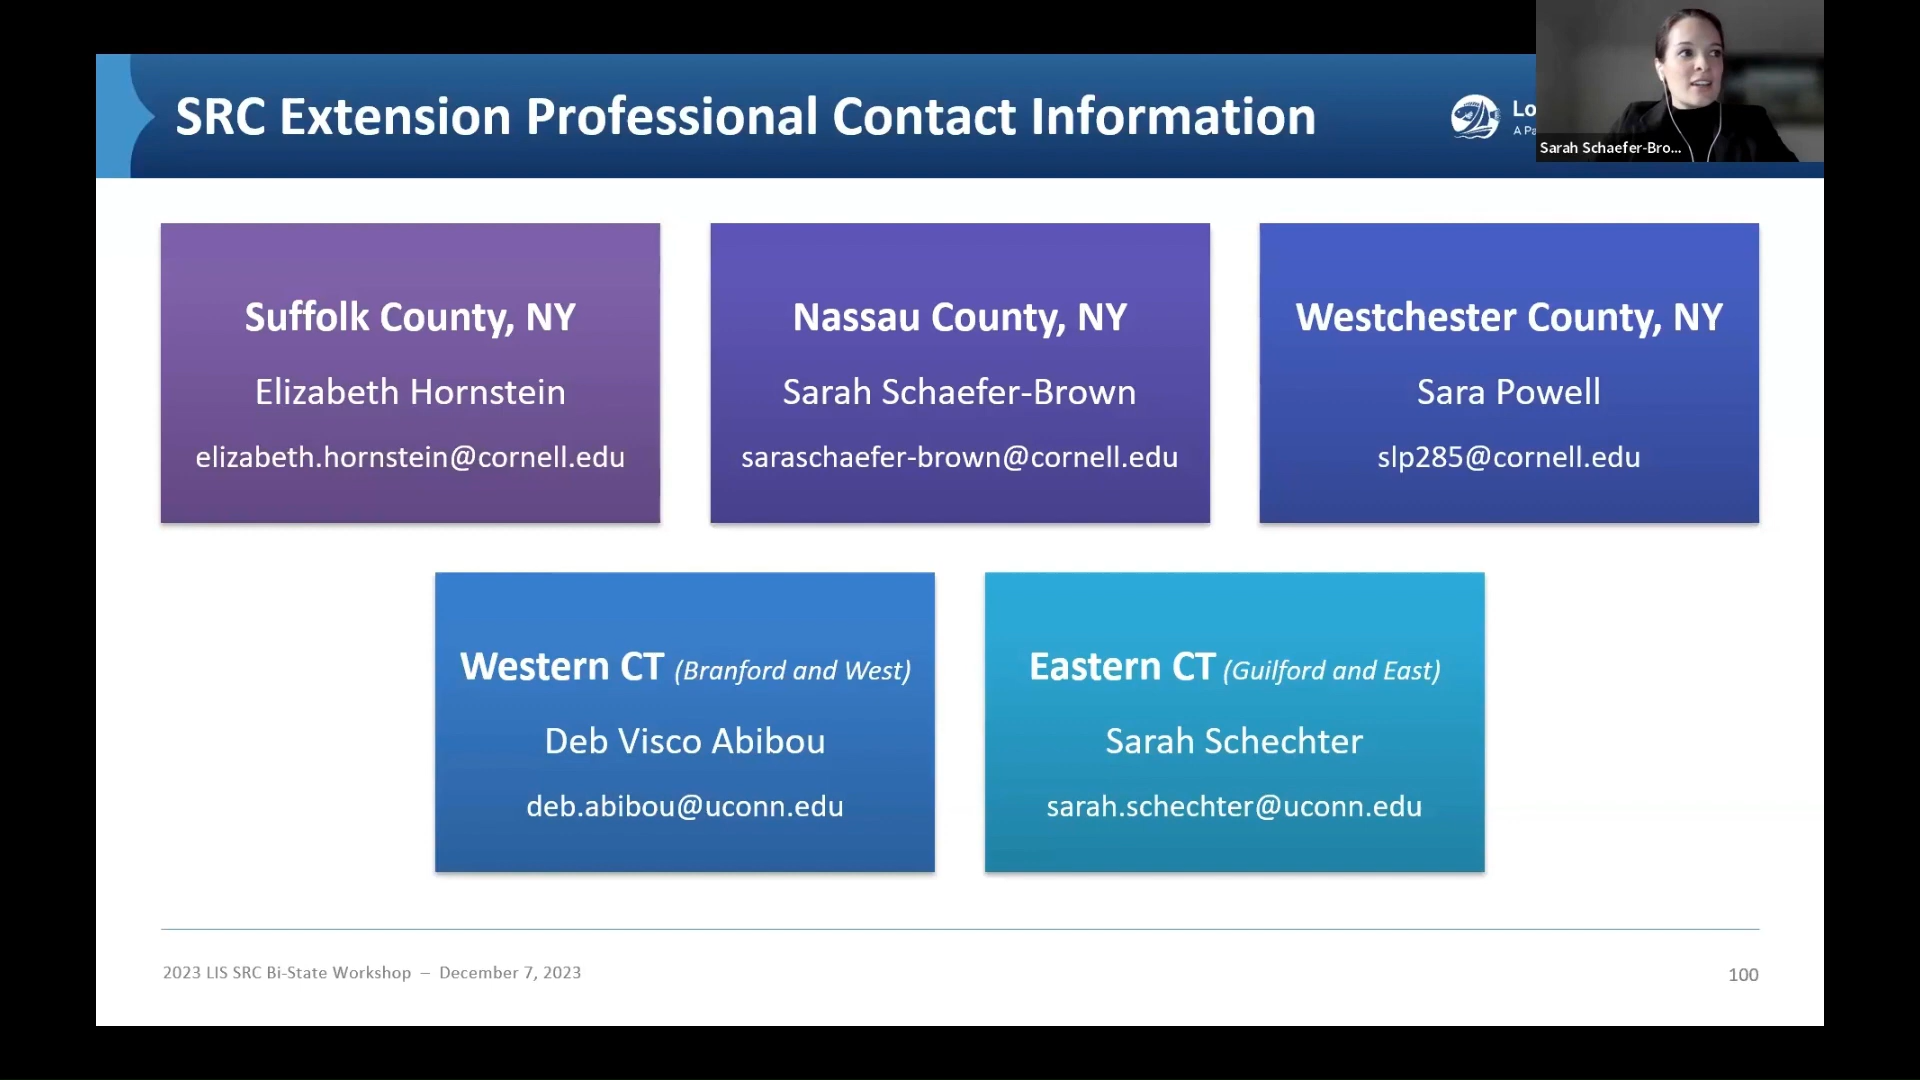 SRC Extension Professional Contact Information
Lo
A Pa
Sarah Schaefer-Bro...
Suffolk County, NY
Elizabeth Hornstein
elizabeth.hornstein@cornell.edu
Nassau County, NY
Sarah Schaefer-Brown
saraschaefer-brown@cornell.edu
Westchester County, NY
Sara Powell
slp285@cornell.edu
Western CT (Branford and West)
Deb Visco Abibou
deb.abibou@uconn.edu
Eastern CT (Guilford and East)
Sarah Schechter
sarah.schechter@uconn.edu
2023 LIS SRC Bi-State Workshop – December 7, 2023
100